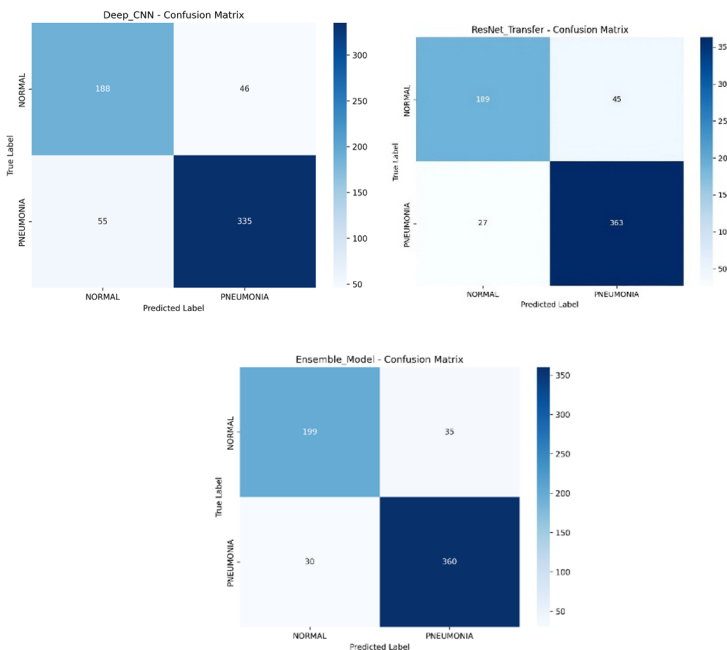 Deep_CNN - Confusion Matrix
NORMAL
188
46
PNEUMONIA
55
335
NORMAL
PNEUMONIA
True Label
Predicted Label
350
300
250
200
150
100
50
ResNet_Transfer - Confusion Matrix
NORMAL
189
45
PNEUMONIA
27
363
NORMAL
PNEUMONIA
True Label
Predicted Label
50
Ensemble_Model - Confusion Matrix
NORMAL
199
35
PNEUMONIA
30
360
NORMAL
PNEUMONIA
True Label
Predicted Label
350
300
250
200
150
100
50